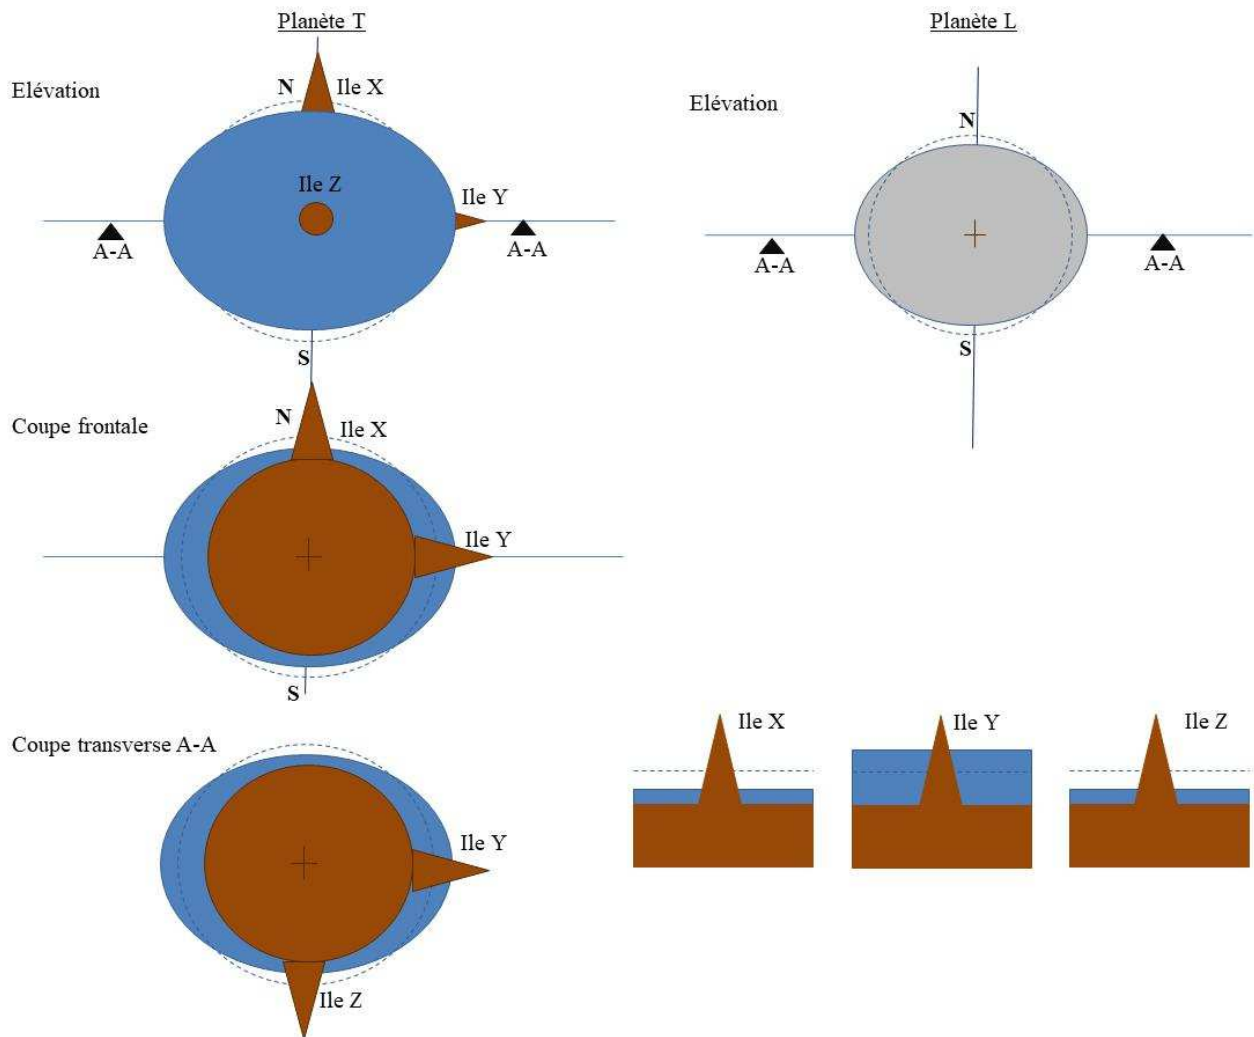 Planète T
Planète L
N
Ile X
Elévation
Elévation
N
Ile Z
Ile Y
A-A
A-A
A-A
A-A
S
S
N
Ile X
Coupe frontale
Ile Y
S
Coupe transverse A-A
Ile X
Ile Y
Ile Z
Ile Y
Ile Z